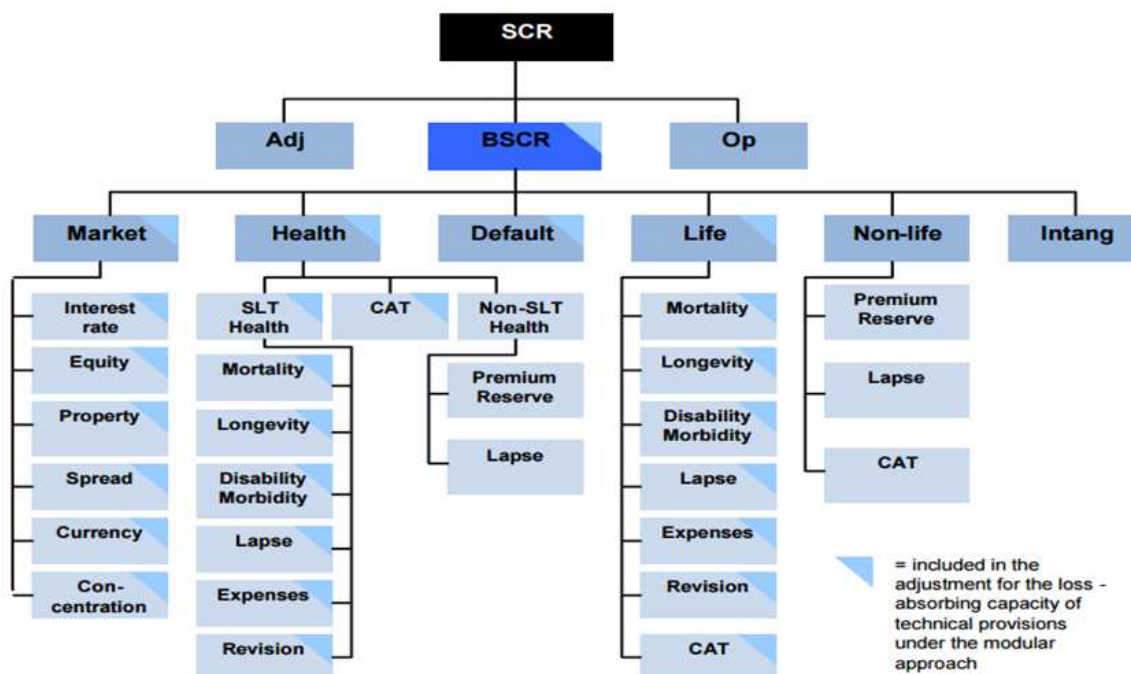 SCR
Adj
BSCR
Op
Market
Health
Default
Life
Non-life
Intang
Interest
rate
Equity
Property
Spread
Currency
Con-
centration
SLT
Health
CAT
Non-SLT
Health
Mortality
Longevity
Disability
Morbidity
Lapse
Expenses
Revision
Premium
Reserve
Lapse
Mortality
Longevity
Disability
Morbidity
Lapse
Expenses
Revision
CAT
Premium
Reserve
Lapse
CAT
= included in the
adjustment for the loss -
absorbing capacity of
technical provisions
under the modular
approach